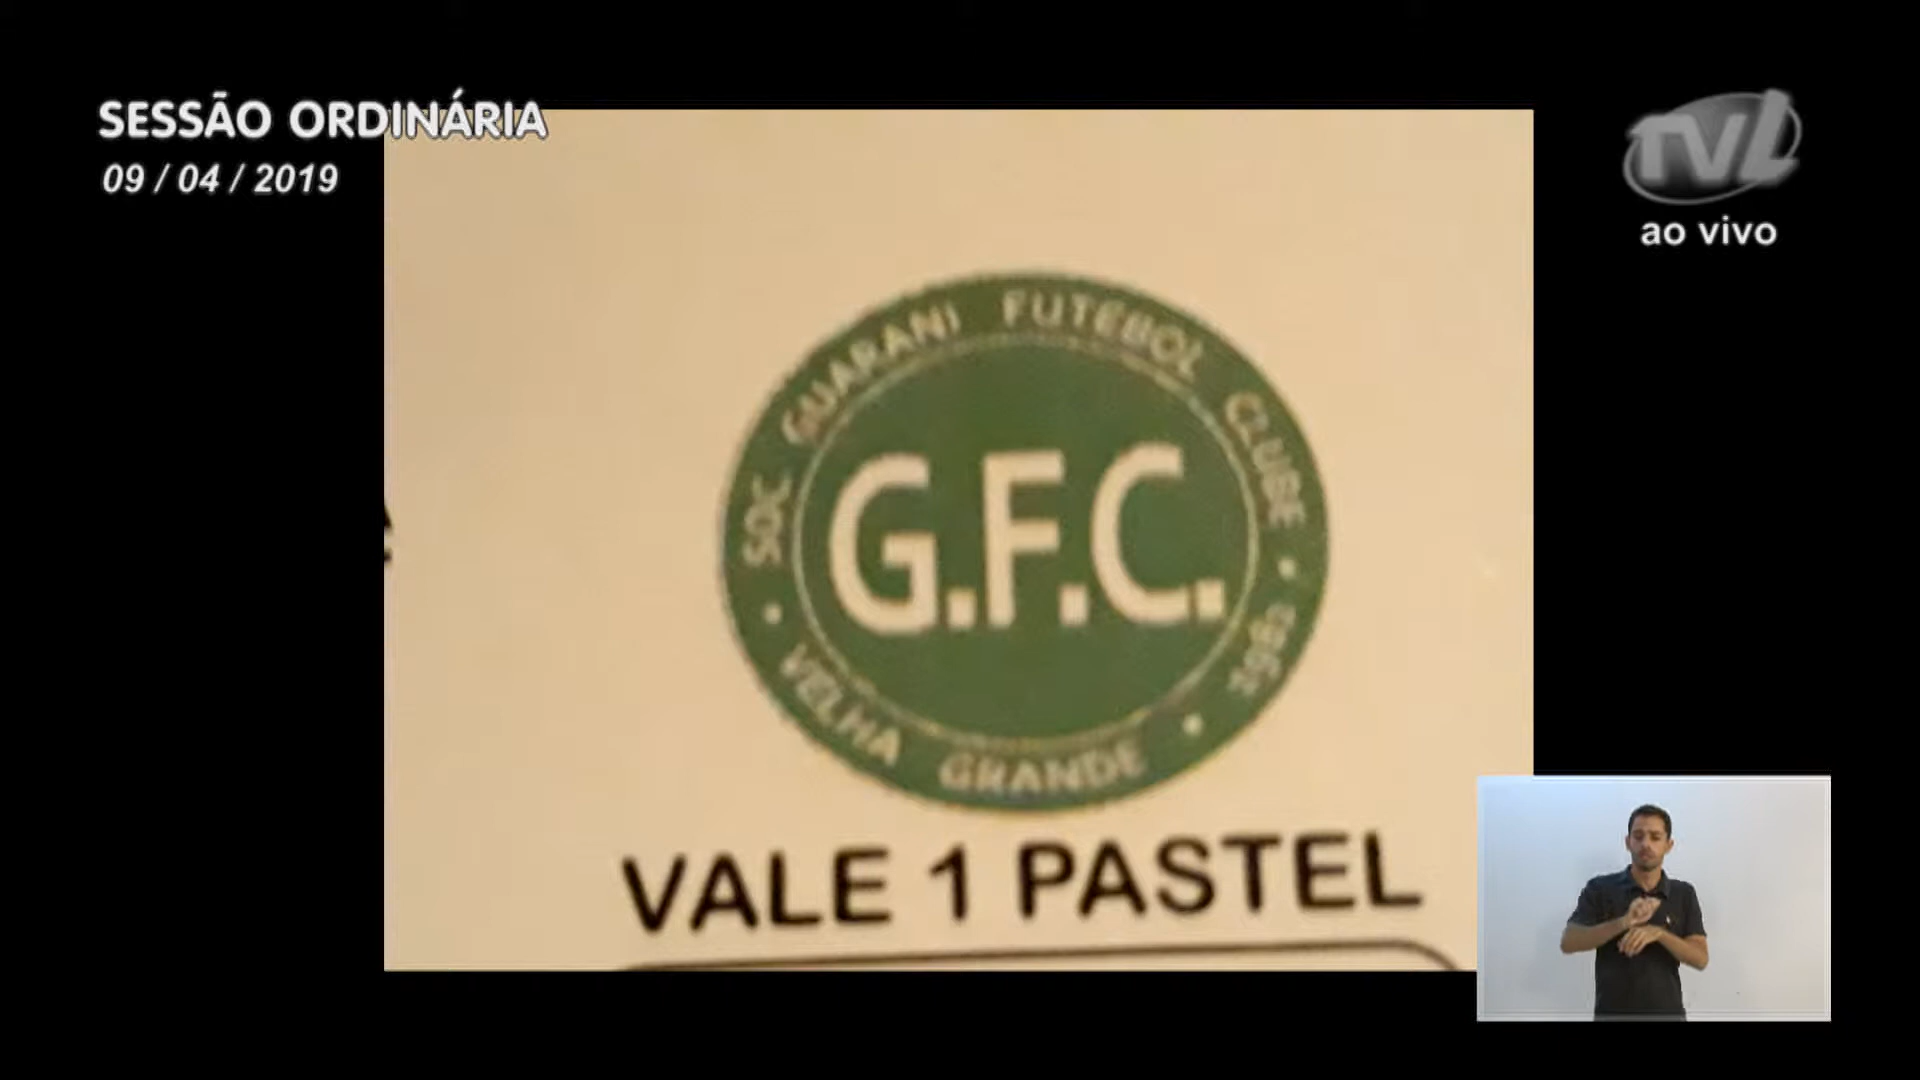 SESSÃO ORDINÁRIA
09 / 04 / 2019
TVL
ao vivo
SOC GUARANI FUTEBOL CLUBE
G.F.C.
VELHA GRANDE
VALE 1 PASTEL